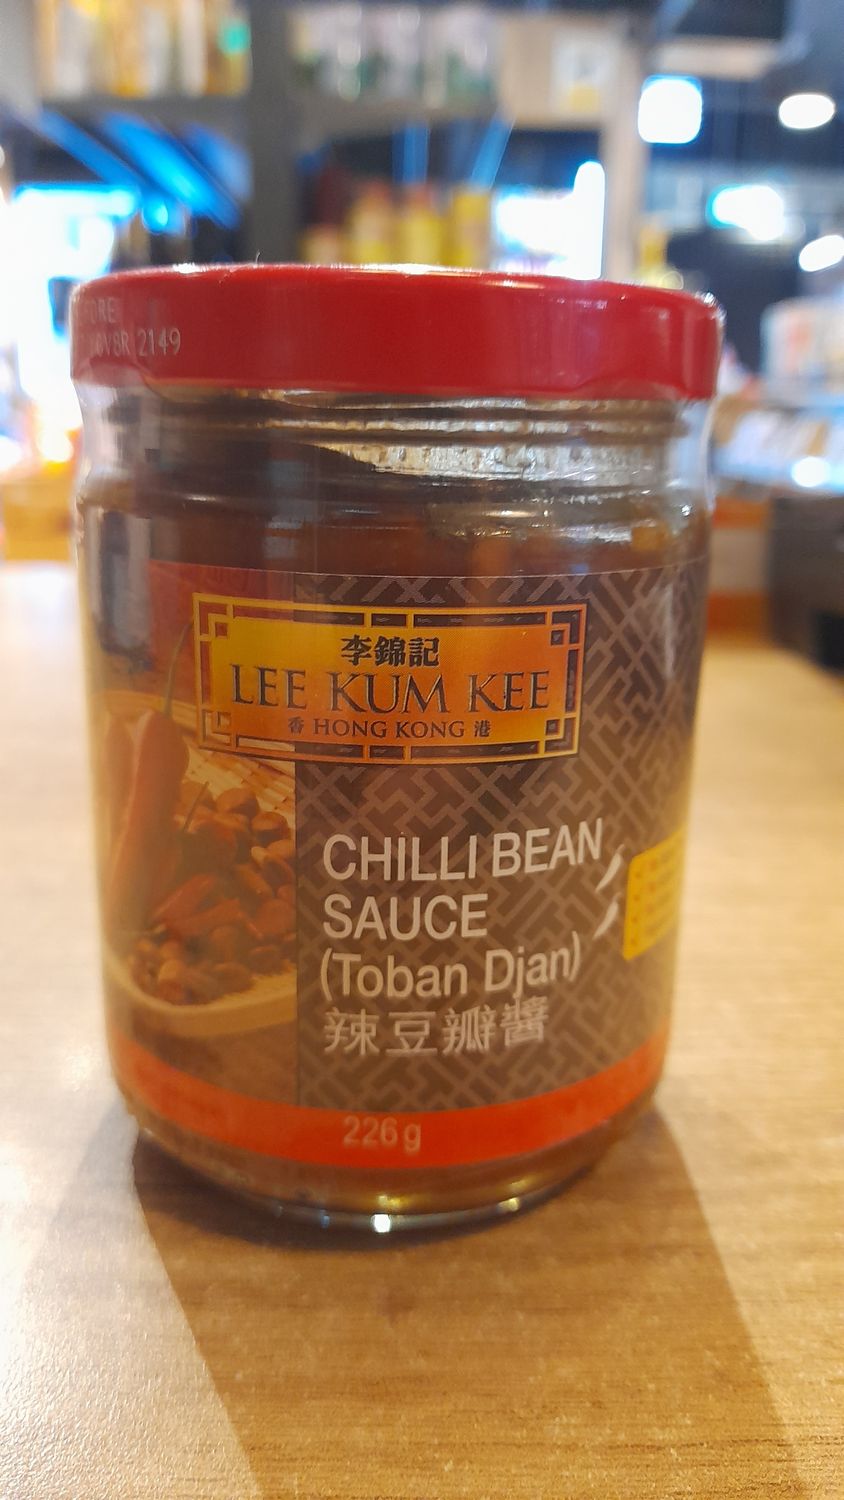 2149
李錦記
LEE KUM KEE
香 HONG KONG 港
CHILLI BEAN
SAUCE
(Toban Djan)
辣豆瓣醬
226g